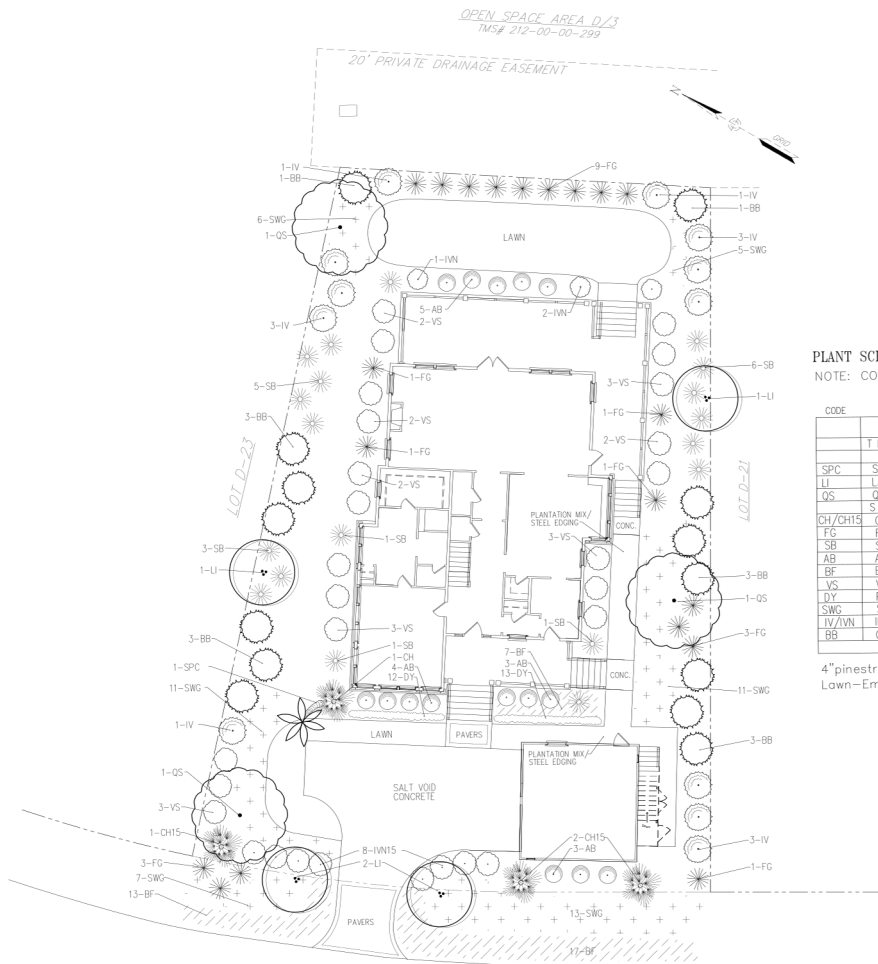 OPEN SPACE AREA D/3
TMS# 212-00-00-299
20' PRIVATE DRAINAGE EASEMENT
N
GRID
1-IV
1-BB
9-FG
1-IV
1-BB
6-SWG
1-QS
LAWN
3-IV
5-SWG
1-IVN
5-AB
2-VS
2-IVN
3-IV
5-SB
1-FG
3-VS
6-SB
1-LI
3-BB
2-VS
1-FG
1-FG
2-VS
1-FG
2-VS
LOT D-23
LOT D-21
PLANTATION MIX/
STEEL EDGING
CONC.
3-VS
1-SB
3-SB
1-LI
3-BB
1-QS
3-FG
1-SB
3-VS
1-SB
3-BB
1-SPC
1-CH
4-AB
12-DY
7-BF
3-AB
13-DY
CONC.
11-SWG
11-SWG
1-IV
LAWN
PAVERS
PLANTATION MIX/
STEEL EDGING
3-BB
1-QS
SALT VOID
CONCRETE
3-VS
1-CH15
8-IVN15
2-LI
2-CH15
3-AB
3-IV
1-FG
3-FG
7-SWG
13-BF
PAVERS
13-SWG
17-BF
PLANT SC
NOTE: CO
CODE
T
SPC S
LI L
QS Q
S
CH/CH15
FG
SB S
AB A
BF
VS
DY
SWG
IV/IVN I
BB
4"pinestr
Lawn-Em